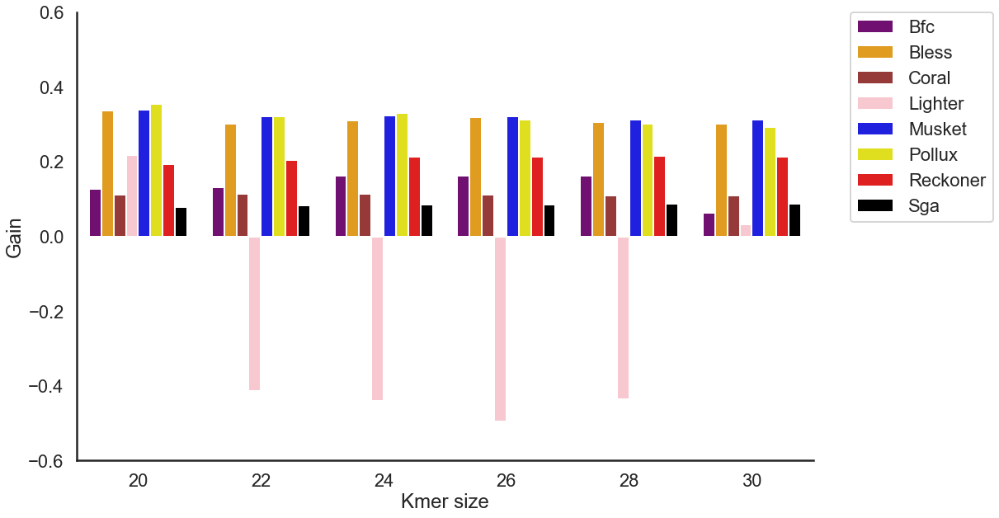 0.6
0.4
0.2
0.0
−0.2
−0.4
−0.6
Gain
20 22 24 26 28 30
Kmer size
Bfc
Bless
Coral
Lighter
Musket
Pollux
Reckoner
Sga